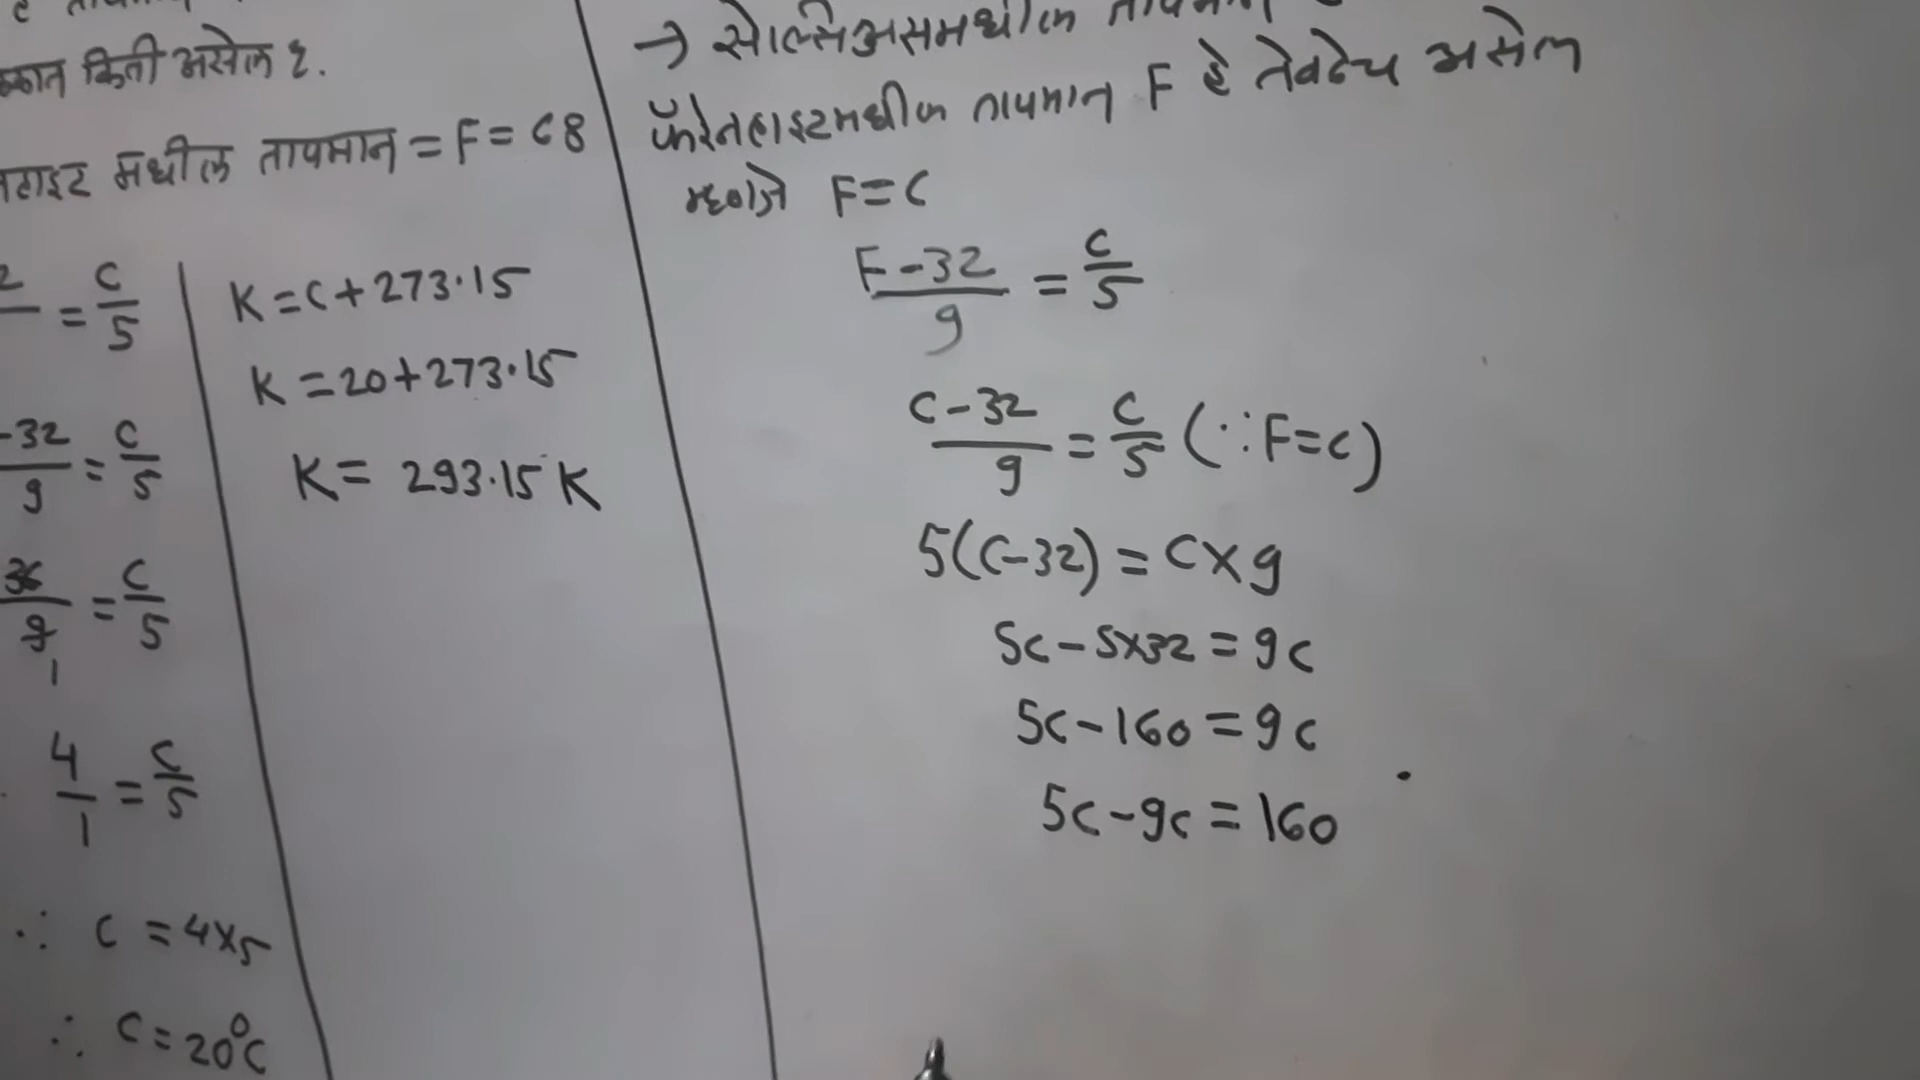 किती असेल ?.
मधील तापमान = F = 68
= C/5
-32/9 = C/5
36/9 = C/5
1
4/1 = C/5
∴ C = 4×5
∴ C = 20°C
K = C + 273.15
K = 20 + 273.15
K = 293.15 K
→ सेल्सिअसमधील तापमान
फॅरेनहाइटमधील तापमान F हे तेवढेच असेल
म्हणजे F = C
F-32/9 = C/5
C-32/9 = C/5 (∵ F = C)
5(C-32) = C×9
5C - 5×32 = 9C
5C - 160 = 9C
5C - 9C = 160